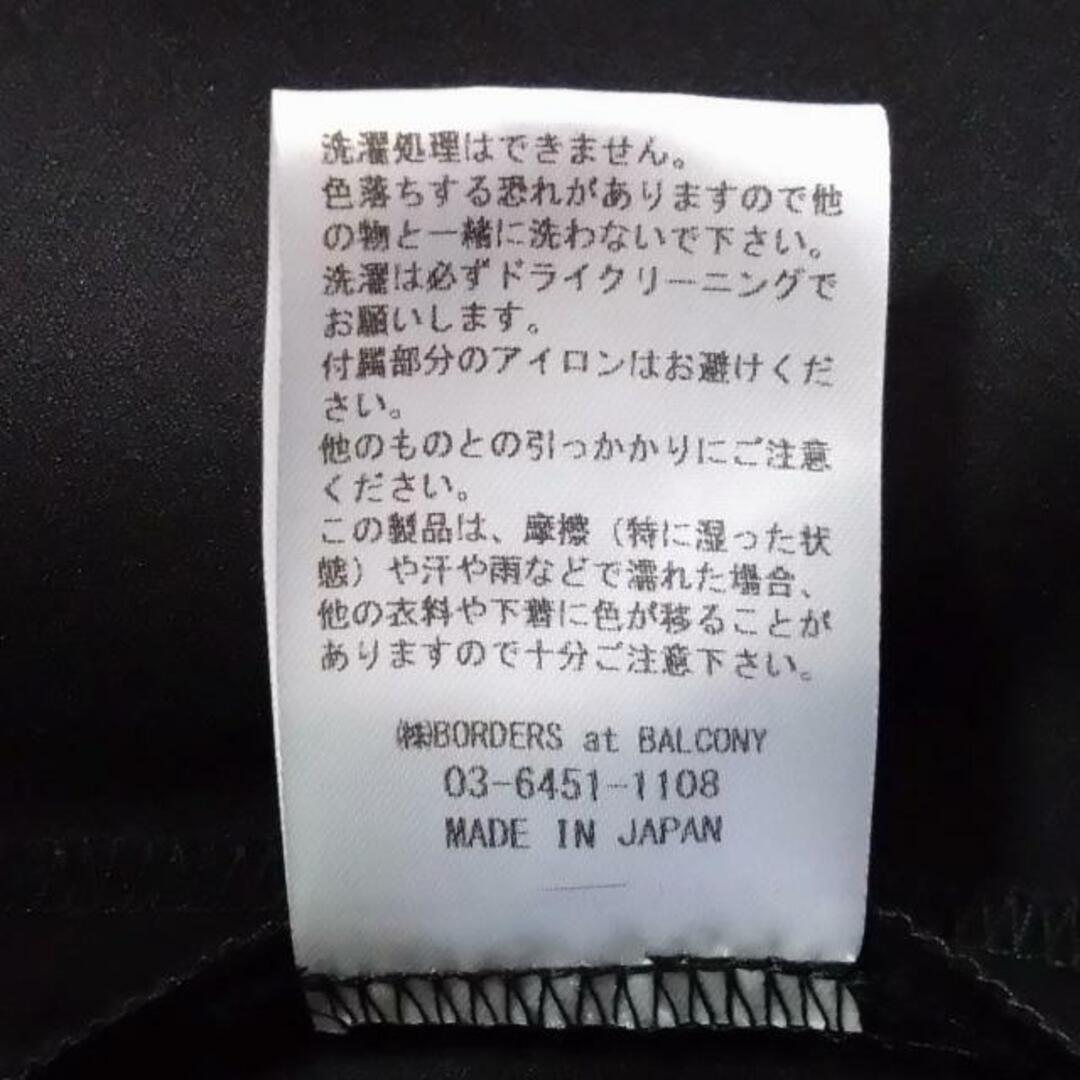 洗濯処理はできません。
色落ちする恐れがありますので他
の物と一緒に洗わないで下さい。
洗濯は必ずドライクリーニングで
お願いします。
付属部分のアイロンはお避けくだ
さい。
他のものとの引っかかりにご注意
ください。
この製品は、摩擦（特に湿った状
態）や汗や雨などで濡れた場合、
他の衣料や下着に色が移ることが
ありますので十分ご注意下さい。
㈱BORDERS at BALCONY
03-6451-1108
MADE IN JAPAN